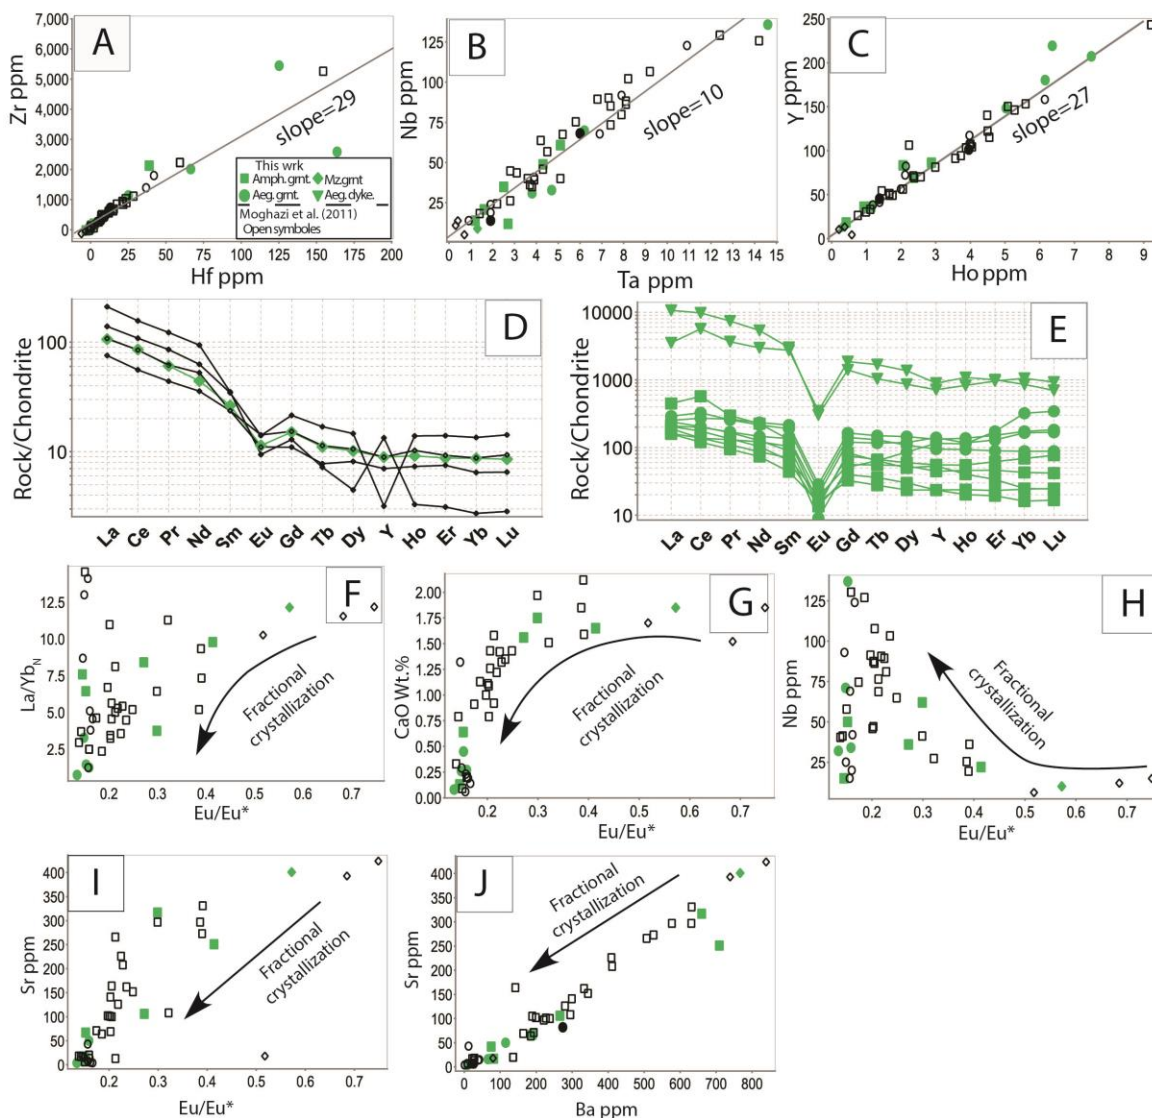 A
Zr ppm
7,000
6,000
5,000
4,000
3,000
2,000
1,000
0
slope=29
This wrk
Amph.grnt. Mz.grnt
Aeg.grnt. Aeg.dyke.
Moghazi et al. (2011)
Open symboles
0 25 50 75 100 125 150 175 200
Hf ppm
B
Nb ppm
125
100
75
50
25
slope=10
0 1 2 3 4 5 6 7 8 9 10 11 12 13 14 15
Ta ppm
C
Y ppm
250
200
150
100
50
0
slope=27
0 1 2 3 4 5 6 7 8 9
Ho ppm
D
Rock/Chondrite
100
10
La Ce Pr Nd Sm Eu Gd Tb Dy Y Ho Er Yb Lu
E
Rock/Chondrite
10000
1000
100
10
La Ce Pr Nd Sm Eu Gd Tb Dy Y Ho Er Yb Lu
F
La/YbN
12.5
10.0
7.5
5.0
2.5
Fractional
crystallization
0.2 0.3 0.4 0.5 0.6 0.7
Eu/Eu*
G
CaO Wt.%
2.00
1.75
1.50
1.25
1.00
0.75
0.50
0.25
0.00
Fractional
crystallization
0.2 0.3 0.4 0.5 0.6 0.7
Eu/Eu*
H
Nb ppm
125
100
75
50
25
Fractional
crystallization
0.2 0.3 0.4 0.5 0.6 0.7
Eu/Eu*
I
Sr ppm
400
350
300
250
200
150
100
50
0
Fractional
crystallization
0.2 0.3 0.4 0.5 0.6 0.7
Eu/Eu*
J
Sr ppm
400
350
300
250
200
150
100
50
0
Fractional
crystallization
0 100 200 300 400 500 600 700 800
Ba ppm